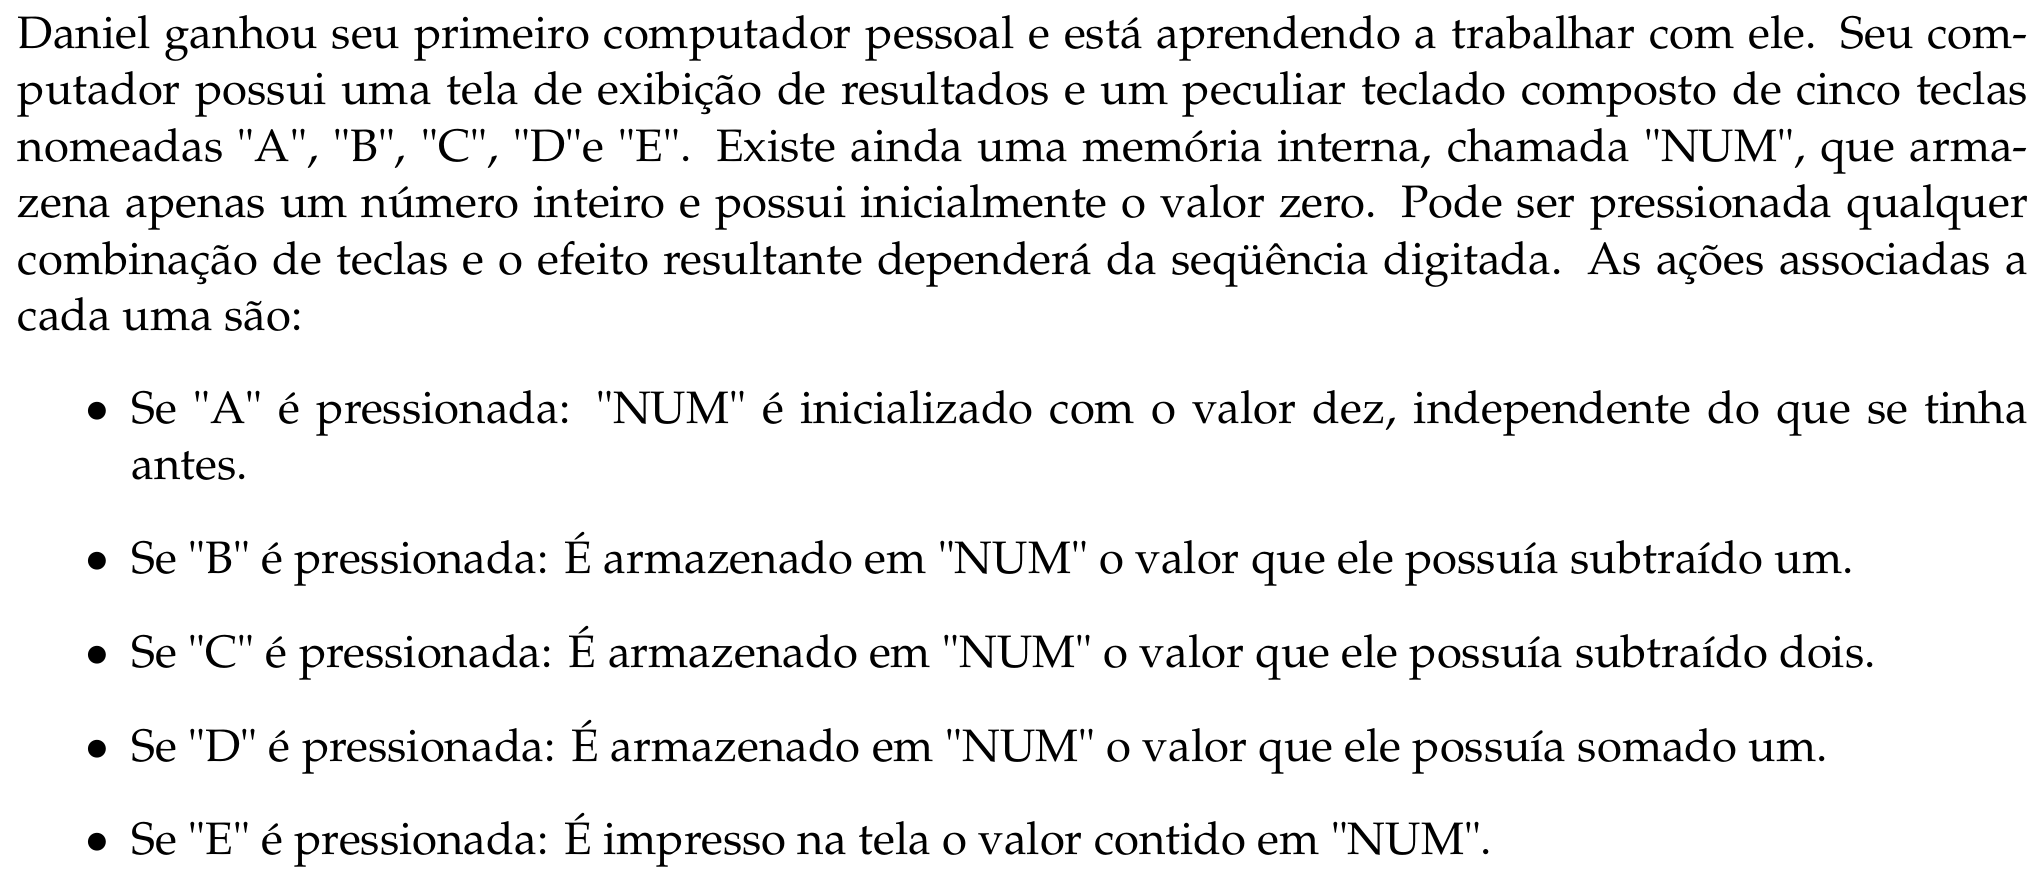 Daniel ganhou seu primeiro computador pessoal e está aprendendo a trabalhar com ele. Seu com-
putador possui uma tela de exibição de resultados e um peculiar teclado composto de cinco teclas
nomeadas "A", "B", "C", "D"e "E". Existe ainda uma memória interna, chamada "NUM", que arma-
zena apenas um número inteiro e possui inicialmente o valor zero. Pode ser pressionada qualquer
combinação de teclas e o efeito resultante dependerá da seqüência digitada. As ações associadas a
cada uma são:
• Se "A" é pressionada: "NUM" é inicializado com o valor dez, independente do que se tinha
antes.
• Se "B" é pressionada: É armazenado em "NUM" o valor que ele possuía subtraído um.
• Se "C" é pressionada: É armazenado em "NUM" o valor que ele possuía subtraído dois.
• Se "D" é pressionada: É armazenado em "NUM" o valor que ele possuía somado um.
• Se "E" é pressionada: É impresso na tela o valor contido em "NUM".